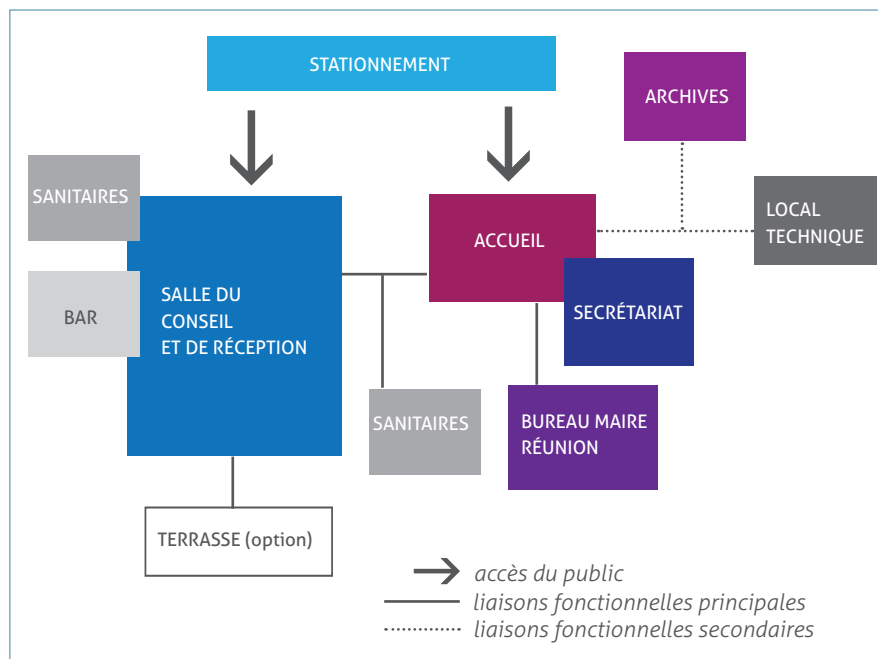 STATIONNEMENT
ARCHIVES
SANITAIRES
LOCAL
TECHNIQUE
ACCUEIL
SALLE DU
CONSEIL
ET DE RÉCEPTION
BAR
SECRÉTARIAT
SANITAIRES
BUREAU MAIRE
RÉUNION
TERRASSE (option)
accès du public
liaisons fonctionnelles principales
liaisons fonctionnelles secondaires